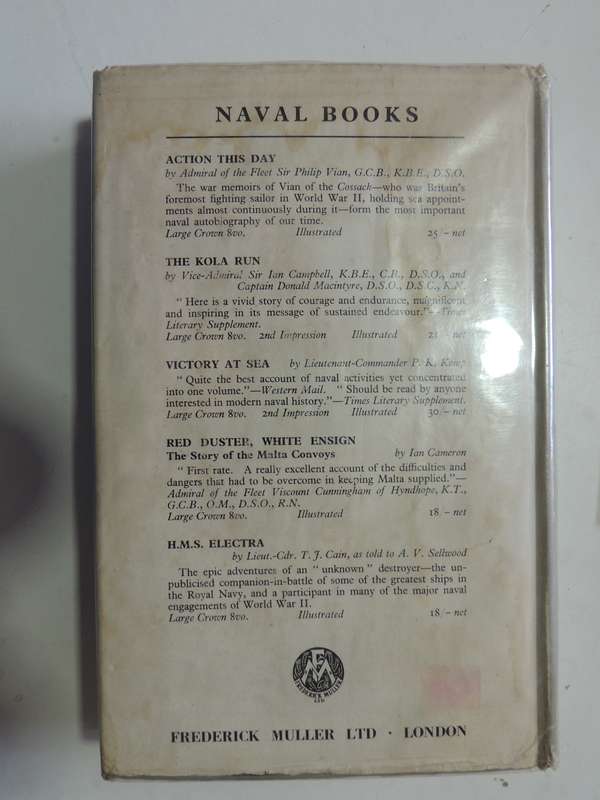 NAVAL BOOKS
ACTION THIS DAY
by Admiral of the Fleet Sir Philip Vian, G.C.B., K.B.E., D.S.O.
The war memoirs of Vian of the Cossack—who was Britain's
foremost fighting sailor in World War II, holding sea appoint-
ments almost continuously during it—form the most important
naval autobiography of our time.
Large Crown 8vo. Illustrated 25/- net
THE KOLA RUN
by Vice-Admiral Sir Ian Campbell, K.B.E., C.B., D.S.O., and
Captain Donald Macintyre, D.S.O., D.S.C., R.N.
" Here is a vivid story of courage and endurance, magnificent
and inspiring in its message of sustained endeavour."—Times
Literary Supplement.
Large Crown 8vo. 2nd Impression Illustrated net
VICTORY AT SEA by Lieutenant-Commander P. K. Kemp
" Quite the best account of naval activities yet concentrated
into one volume."—Western Mail. " Should be read by anyone
interested in modern naval history."—Times Literary Supplement.
Large Crown 8vo. 2nd Impression Illustrated 30/- net
RED DUSTER, WHITE ENSIGN
The Story of the Malta Convoys by Ian Cameron
" First rate. A really excellent account of the difficulties and
dangers that had to be overcome in keeping Malta supplied."—
Admiral of the Fleet Viscount Cunningham of Hyndhope, K.T.,
G.C.B., O.M., D.S.O., R.N.
Large Crown 8vo. Illustrated 18/- net
H.M.S. ELECTRA
by Lieut.-Cdr. T. J. Cain, as told to A. V. Sellwood
The epic adventures of an " unknown " destroyer—the un-
publicised companion-in-battle of some of the greatest ships in
the Royal Navy, and a participant in many of the major naval
engagements of World War II.
Large Crown 8vo. Illustrated 18/- net
FREDERICK MULLER
LTD
FREDERICK MULLER LTD · LONDON